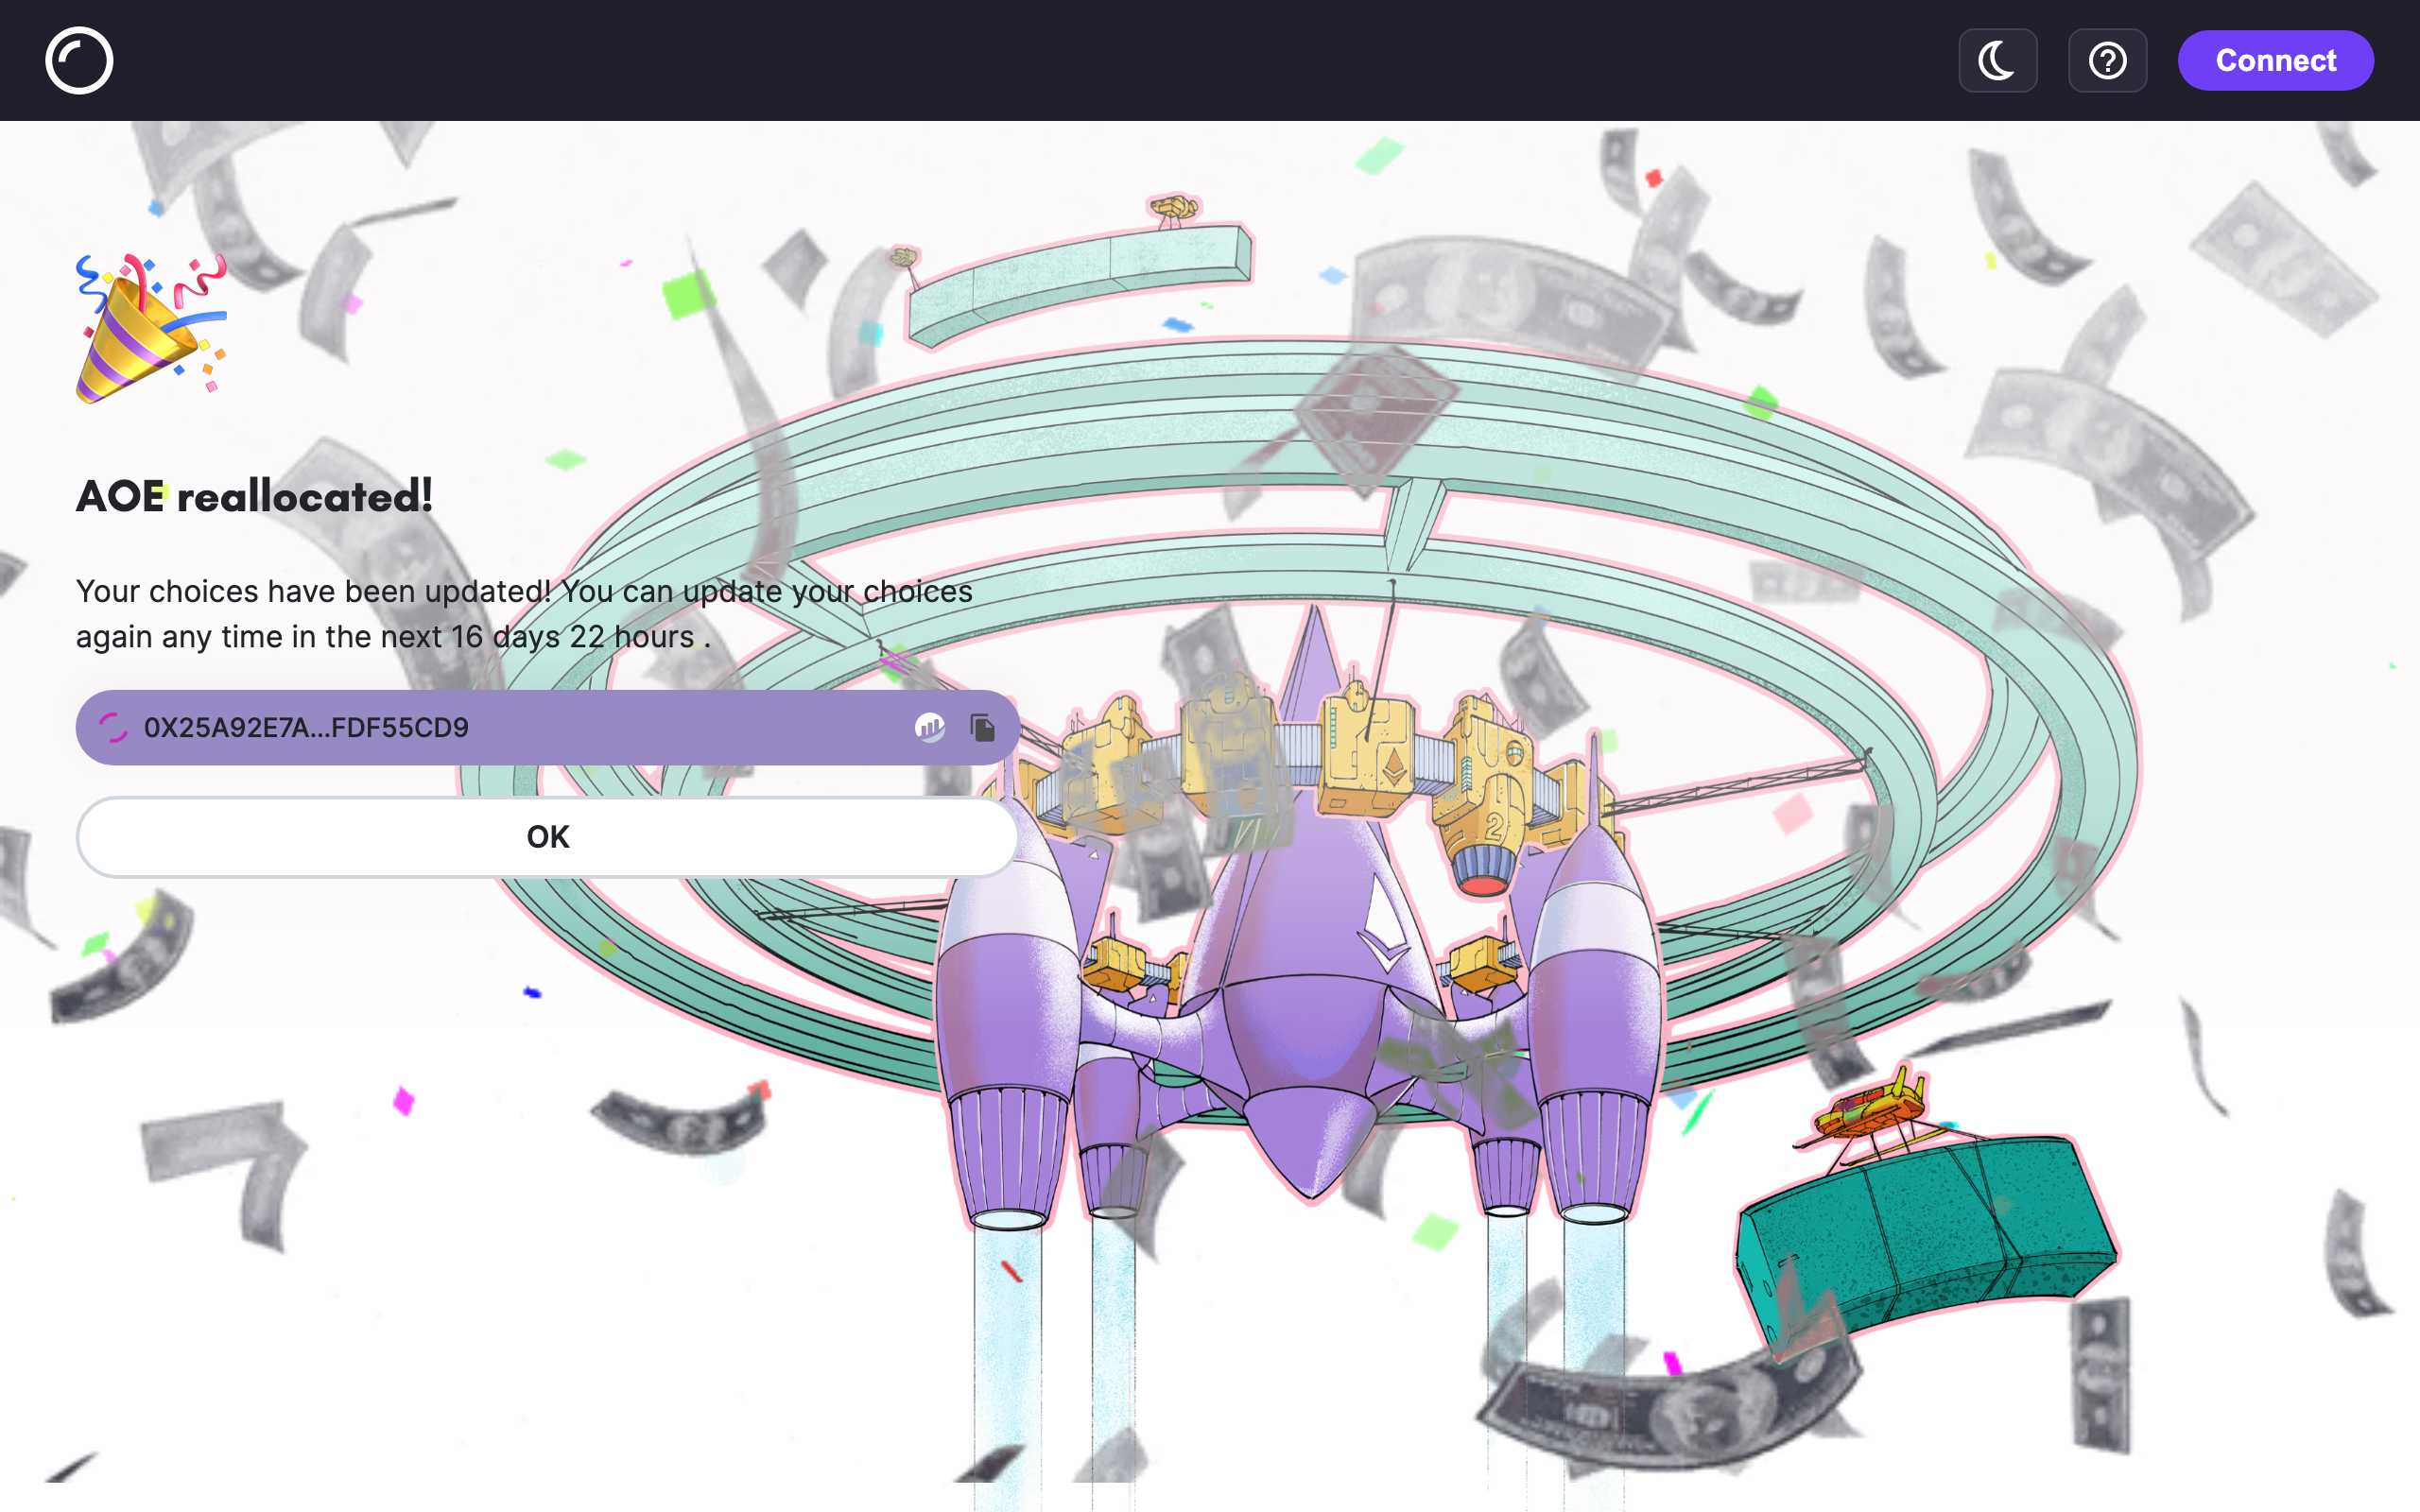 Connect
AOE reallocated!
Your choices have been updated! You can update your choices
again any time in the next 16 days 22 hours .
0X25A92E7A...FDF55CD9
OK
2